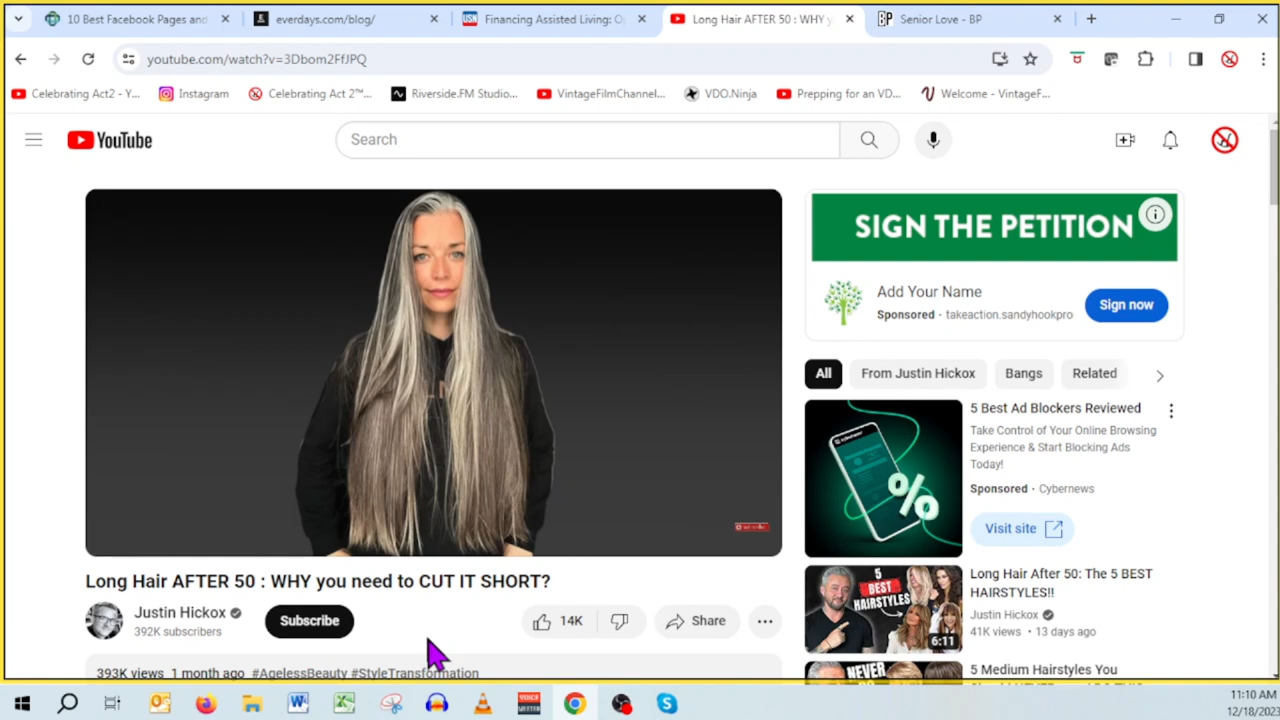 10 Best Facebook Pages and
everdays.com/blog/
Financing Assisted Living: O
Long Hair AFTER 50 : WHY y
Senior Love - BP
youtube.com/watch?v=3Dbom2FfJPQ
Celebrating Act2 - Y...
Instagram
Celebrating Act 2™...
Riverside.FM Studio...
VintageFilmChannel...
VDO.Ninja
Prepping for an VD...
Welcome - VintageF...
YouTube
Search
SIGN THE PETITION
Add Your Name
Sponsored · takeaction.sandyhookpro
Sign now
All
From Justin Hickox
Bangs
Related
5 Best Ad Blockers Reviewed
Take Control of Your Online Browsing
Experience & Start Blocking Ads
Today!
Sponsored · Cybernews
Visit site
%
Long Hair AFTER 50 : WHY you need to CUT IT SHORT?
Justin Hickox
392K subscribers
Subscribe
14K
Share
393K views 1 month ago #AgelessBeauty #StyleTransformation
5
BEST
HAIRSTYLES
6:11
Long Hair After 50: The 5 BEST
HAIRSTYLES!!
Justin Hickox
41K views · 13 days ago
5 Medium Hairstyles You
11:10 AM
12/18/2023